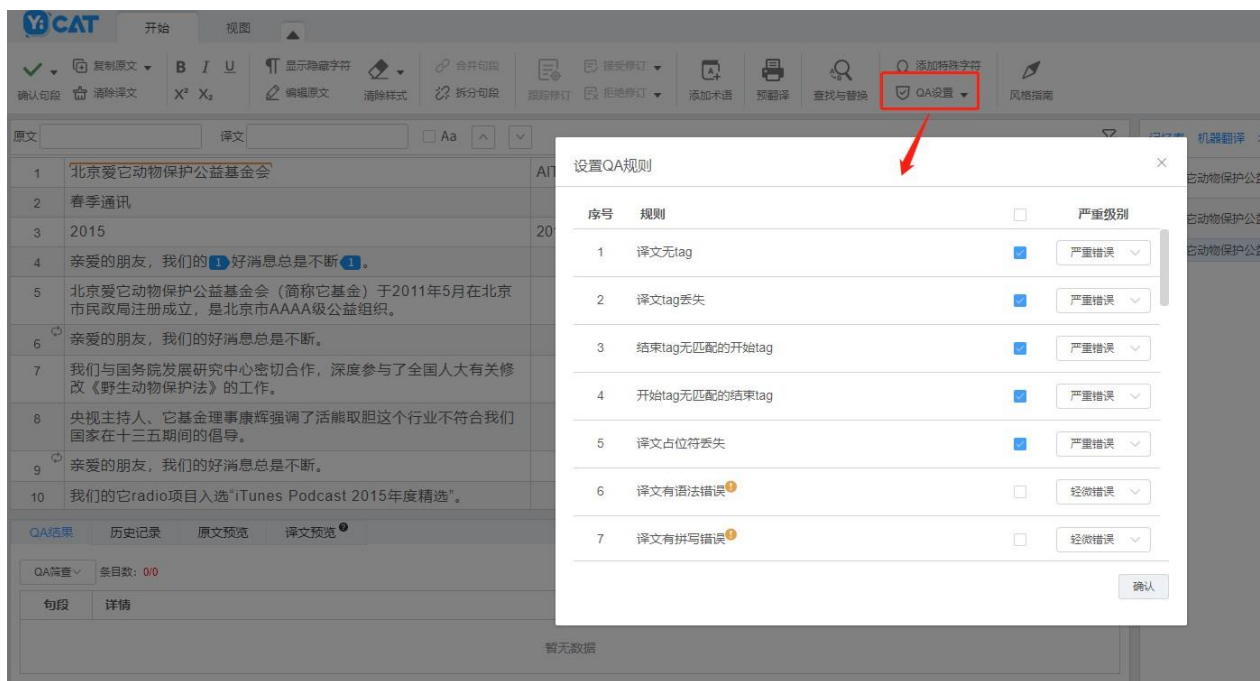 YiCAT 开始 视图
复制原文 B I U 显示隐藏字符 合并句段 接受修订 添加特殊字符
确认句段 清除译文 X² X₂ 编辑原文 清除样式 拆分句段 跟踪修订 拒绝修订 添加术语 预翻译 查找与替换 QA设置 风格指南
原文 译文 Aa 记忆库 机器翻译
1 北京爱它动物保护公益基金会 AIT
2 春季通讯
3 2015 20
4 亲爱的朋友，我们的1好消息总是不断1。
5 北京爱它动物保护公益基金会（简称它基金）于2011年5月在北京
市民政局注册成立，是北京市AAAA级公益组织。
6 亲爱的朋友，我们的好消息总是不断。
7 我们与国务院发展研究中心密切合作，深度参与了全国人大有关修
改《野生动物保护法》的工作。
8 央视主持人、它基金理事康辉强调了活熊取胆这个行业不符合我们
国家在十三五期间的倡导。
9 亲爱的朋友，我们的好消息总是不断。
10 我们的它radio项目入选“iTunes Podcast 2015年度精选”。
设置QA规则
序号 规则 严重级别
1 译文无tag 严重错误
2 译文tag丢失 严重错误
3 结束tag无匹配的开始tag 严重错误
4 开始tag无匹配的结束tag 严重错误
5 译文占位符丢失 严重错误
6 译文有语法错误 轻微错误
7 译文有拼写错误 轻微错误
确认
它动物保护公益
它动物保护公益
它动物保护公益
QA结果 历史记录 原文预览 译文预览
QA筛查 条目数：0/0
句段 详情
暂无数据